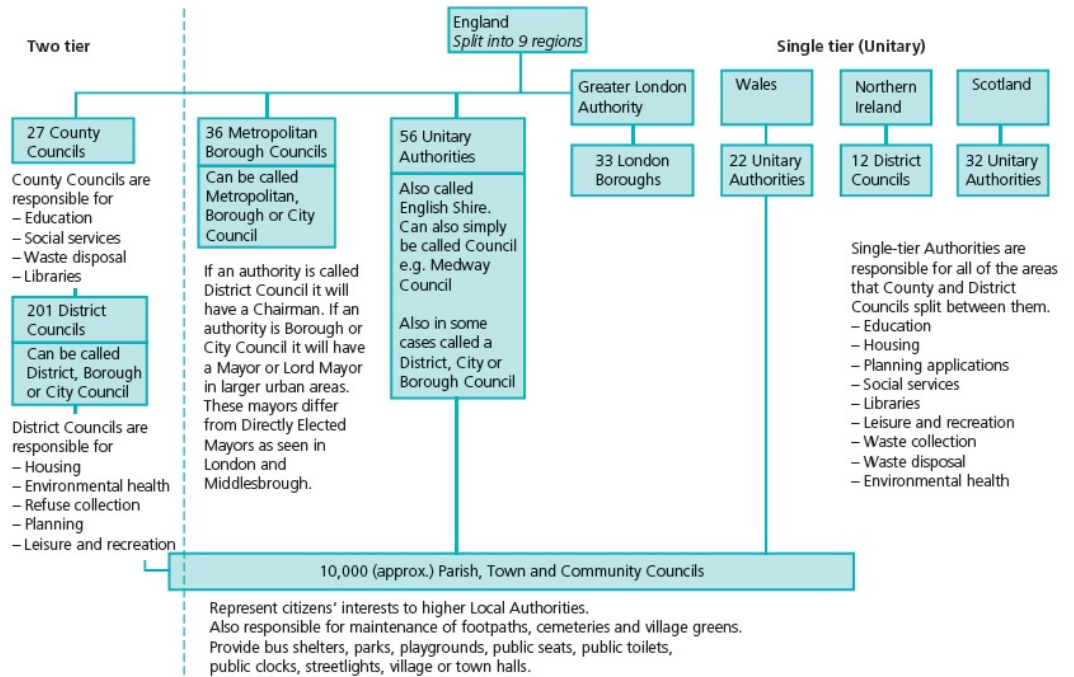 England
Split into 9 regions
Two tier
Single tier (Unitary)
Greater London
Authority
Wales
Northern
Ireland
Scotland
27 County
Councils
36 Metropolitan
Borough Councils
56 Unitary
Authorities
33 London
Boroughs
22 Unitary
Authorities
12 District
Councils
32 Unitary
Authorities
County Councils are
responsible for
– Education
– Social services
– Waste disposal
– Libraries
201 District
Councils
Can be called
District, Borough
or City Council
District Councils are
responsible for
– Housing
– Environmental health
– Refuse collection
– Planning
– Leisure and recreation
Can be called
Metropolitan,
Borough or City
Council
If an authority is called
District Council it will
have a Chairman. If an
authority is Borough or
City Council it will have
a Mayor or Lord Mayor
in larger urban areas.
These mayors differ
from Directly Elected
Mayors as seen in
London and
Middlesbrough.
Also called
English Shire.
Can also simply
be called Council
e.g. Medway
Council
Also in some
cases called a
District, City or
Borough Council
Single-tier Authorities are
responsible for all of the areas
that County and District
Councils split between them.
– Education
– Housing
– Planning applications
– Social services
– Libraries
– Leisure and recreation
– Waste collection
– Waste disposal
– Environmental health
10,000 (approx.) Parish, Town and Community Councils
Represent citizens’ interests to higher Local Authorities.
Also responsible for maintenance of footpaths, cemeteries and village greens.
Provide bus shelters, parks, playgrounds, public seats, public toilets,
public clocks, streetlights, village or town halls.